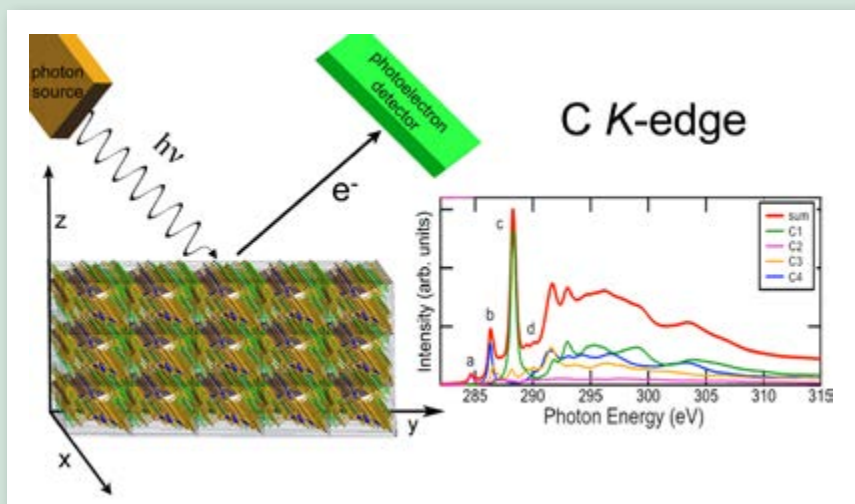 photon
source
hν
photoelectron
detector
e-
z
y
x
C K-edge
Intensity (arb. units)
a
b
c
d
sum
C1
C2
C3
C4
285 290 295 300 305 310 315
Photon Energy (eV)